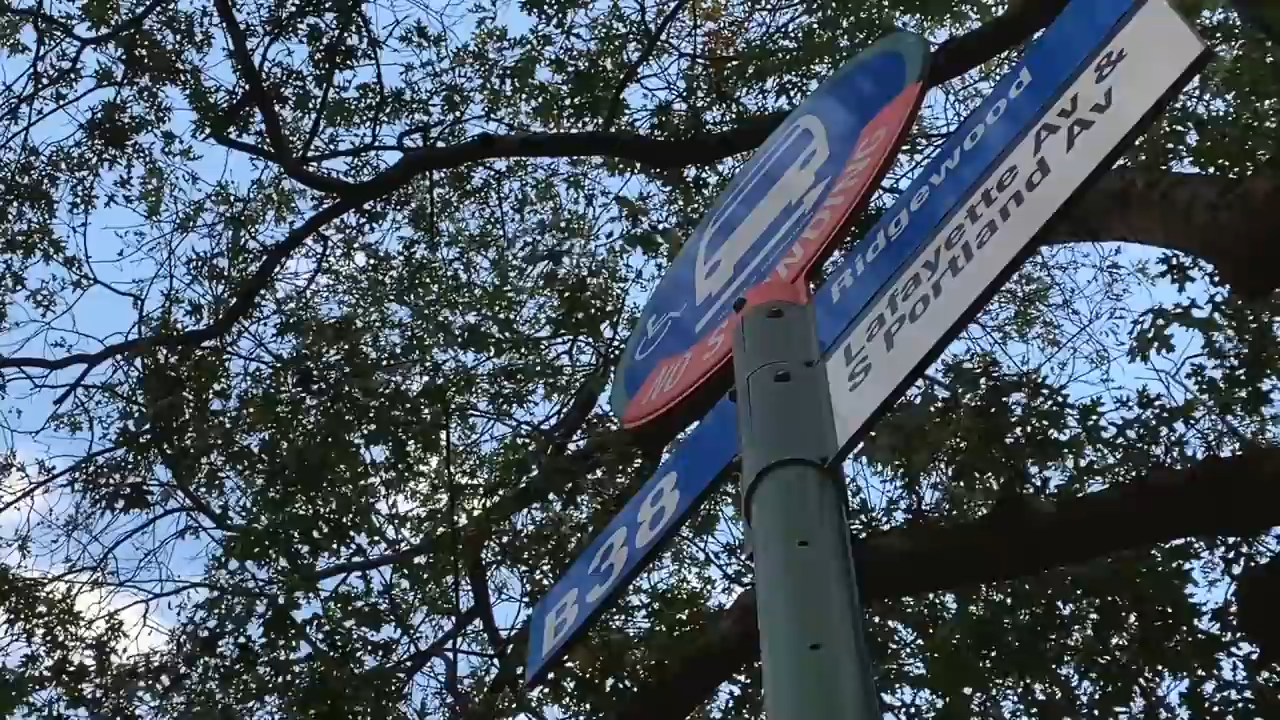 NO STANDING
B38
Ridgewood
Lafayette Av &
S Portland Av